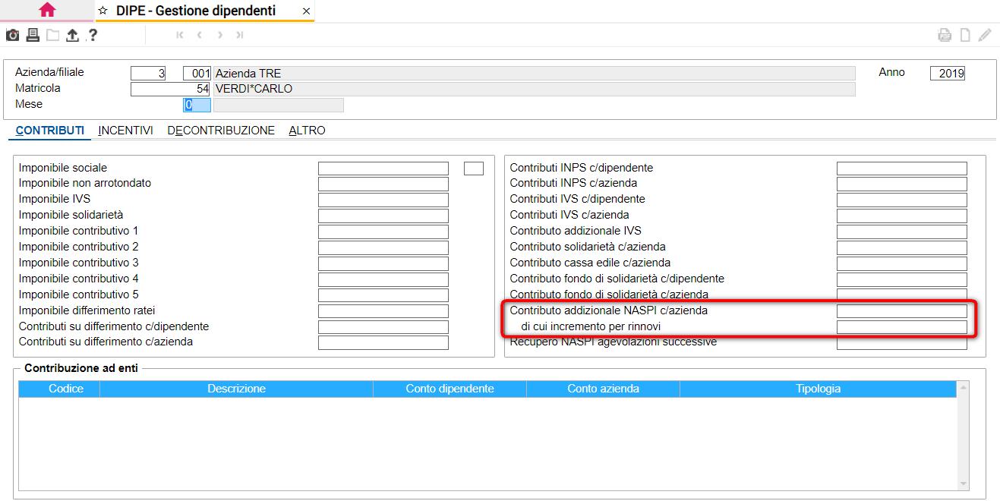 DIPE - Gestione dipendenti
Azienda/filiale 3 001 Azienda TRE Anno 2019
Matricola 54 VERDI*CARLO
Mese 0
CONTRIBUTI INCENTIVI DECONTRIBUZIONE ALTRO
Imponibile sociale
Imponibile non arrotondato
Imponibile IVS
Imponibile solidarietà
Imponibile contributivo 1
Imponibile contributivo 2
Imponibile contributivo 3
Imponibile contributivo 4
Imponibile contributivo 5
Imponibile differimento ratei
Contributi su differimento c/dipendente
Contributi su differimento c/azienda
Contributi INPS c/dipendente
Contributi INPS c/azienda
Contributi IVS c/dipendente
Contributi IVS c/azienda
Contributo addizionale IVS
Contributo solidarietà c/azienda
Contributo cassa edile c/azienda
Contributo fondo di solidarietà c/dipendente
Contributo fondo di solidarietà c/azienda
Contributo addizionale NASPI c/azienda
di cui incremento per rinnovi
Recupero NASPI agevolazioni successive
Contribuzione ad enti
Codice Descrizione Conto dipendente Conto azienda Tipologia